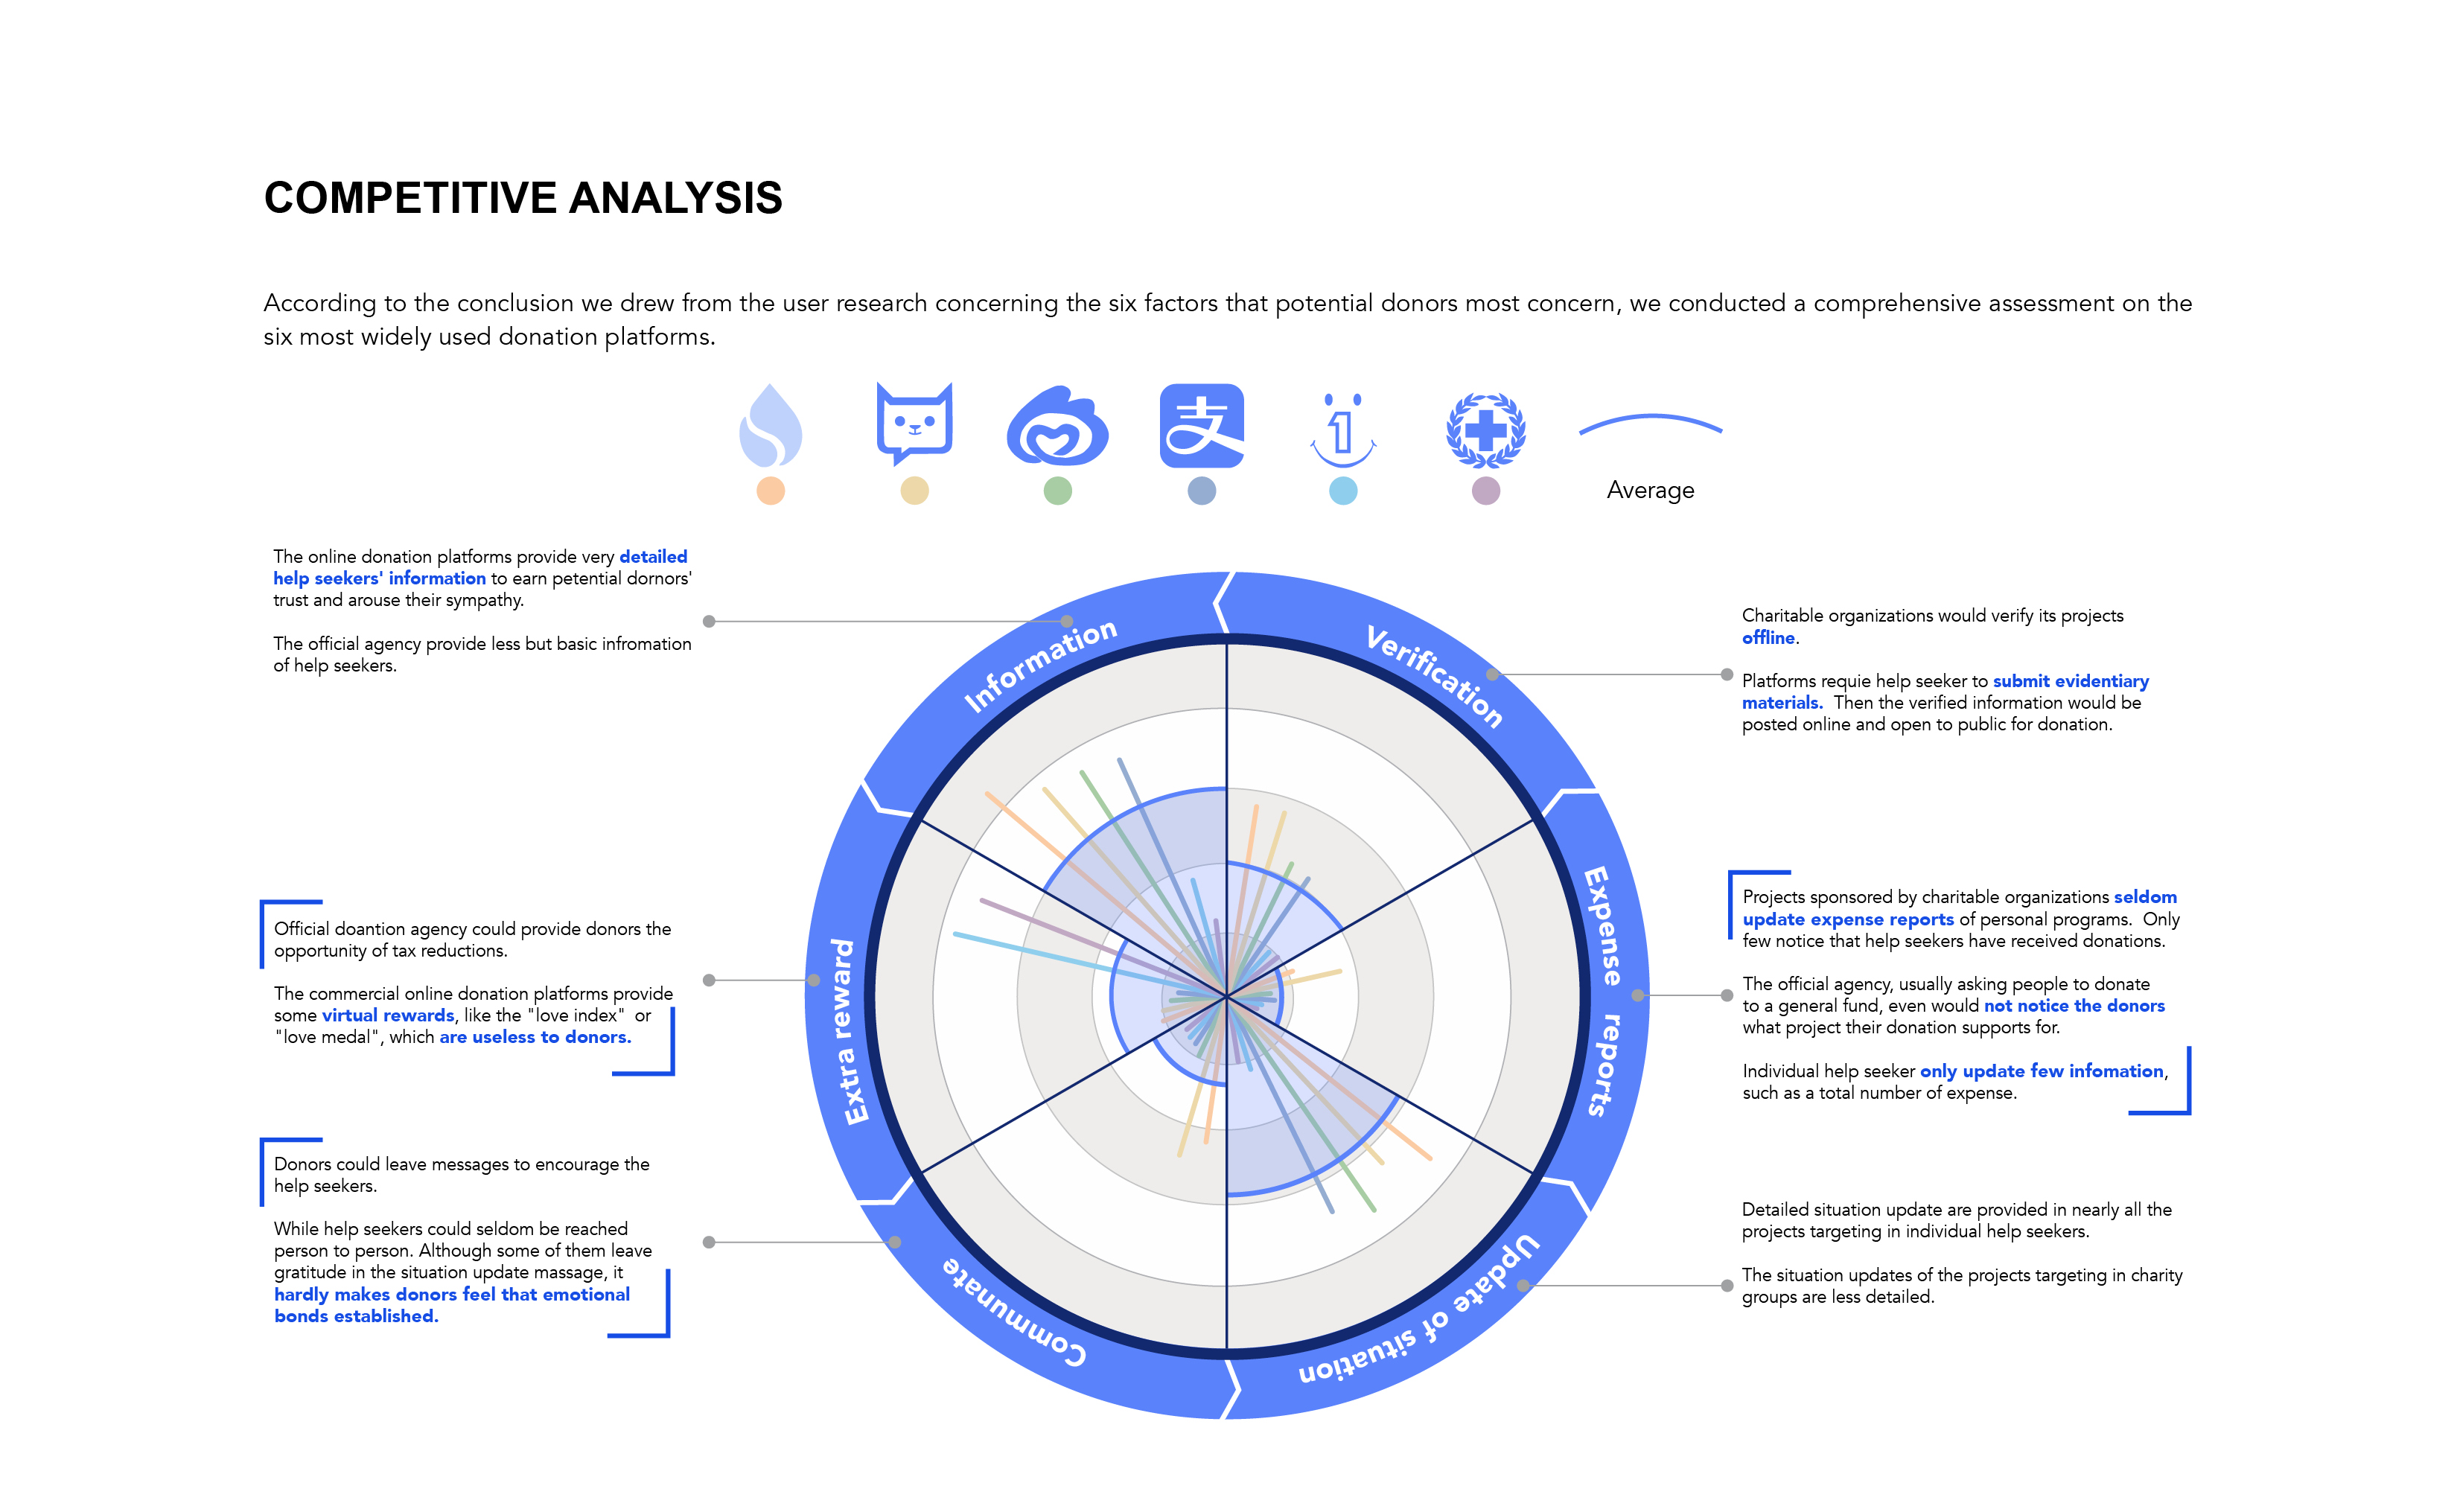 COMPETITIVE ANALYSIS
According to the conclusion we drew from the user research concerning the six factors that potential donors most concern, we conducted a comprehensive assessment on the
six most widely used donation platforms.
支
1
Average
The online donation platforms provide very detailed
help seekers' information to earn petential dornors'
trust and arouse their sympathy.
The official agency provide less but basic infromation
of help seekers.
Official doantion agency could provide donors the
opportunity of tax reductions.
The commercial online donation platforms provide
some virtual rewards, like the "love index" or
"love medal", which are useless to donors.
Donors could leave messages to encourage the
help seekers.
While help seekers could seldom be reached
person to person. Although some of them leave
gratitude in the situation update massage, it
hardly makes donors feel that emotional
bonds established.
Information
Verification
Expense reports
Update of situation
Communate
Extra reward
Charitable organizations would verify its projects
offline.
Platforms requie help seeker to submit evidentiary
materials. Then the verified information would be
posted online and open to public for donation.
Projects sponsored by charitable organizations seldom
update expense reports of personal programs. Only
few notice that help seekers have received donations.
The official agency, usually asking people to donate
to a general fund, even would not notice the donors
what project their donation supports for.
Individual help seeker only update few infomation,
such as a total number of expense.
Detailed situation update are provided in nearly all the
projects targeting in individual help seekers.
The situation updates of the projects targeting in charity
groups are less detailed.